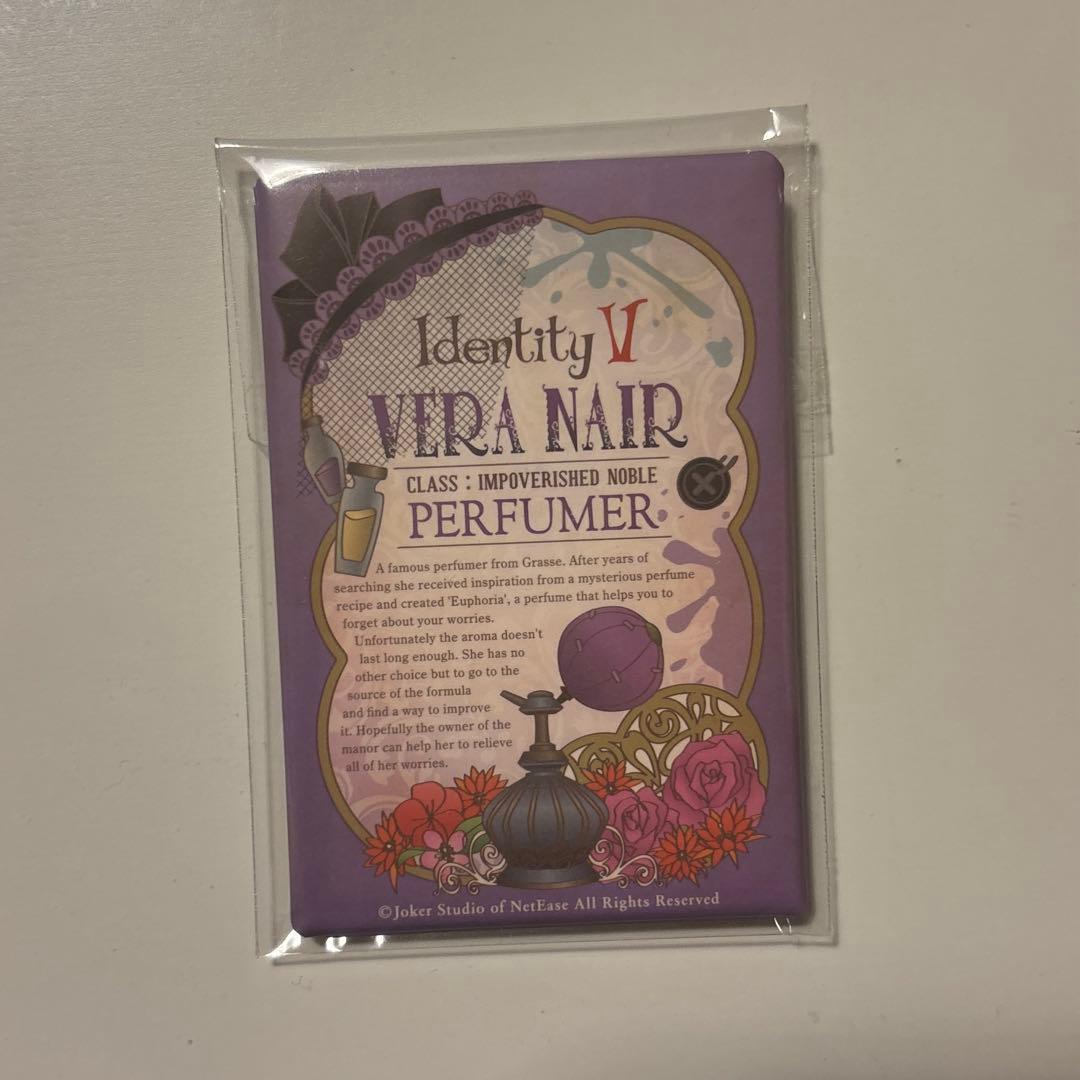 Identity V
VERA NAIR
CLASS : IMPOVERISHED NOBLE
PERFUMER
A famous perfumer from Grasse. After years of
searching she received inspiration from a mysterious perfume
recipe and created 'Euphoria', a perfume that helps you to
forget about your worries.
Unfortunately the aroma doesn't
last long enough. She has no
other choice but to go to the
source of the formula
and find a way to improve
it. Hopefully the owner of the
manor can help her to relieve
all of her worries.
©Joker Studio of NetEase All Rights Reserved